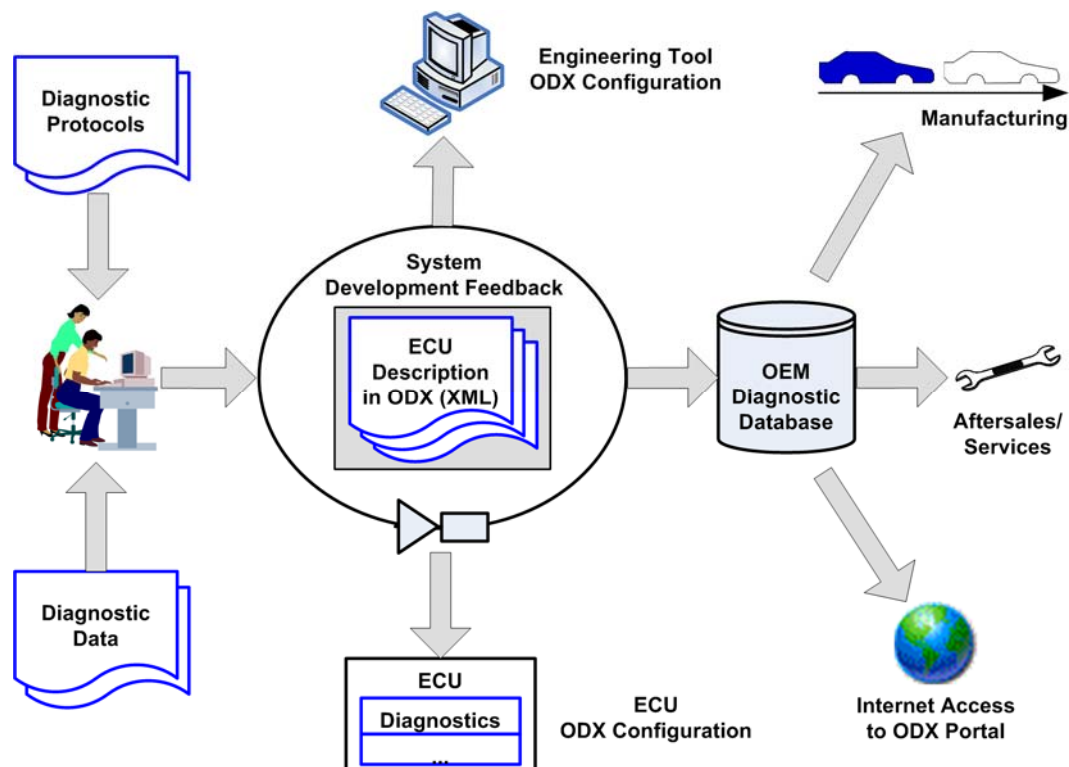 Diagnostic
Protocols
Engineering Tool
ODX Configuration
Manufacturing
System
Development Feedback
ECU
Description
in ODX (XML)
OEM
Diagnostic
Database
Aftersales/
Services
Diagnostic
Data
ECU
Diagnostics
...
ECU
ODX Configuration
Internet Access
to ODX Portal